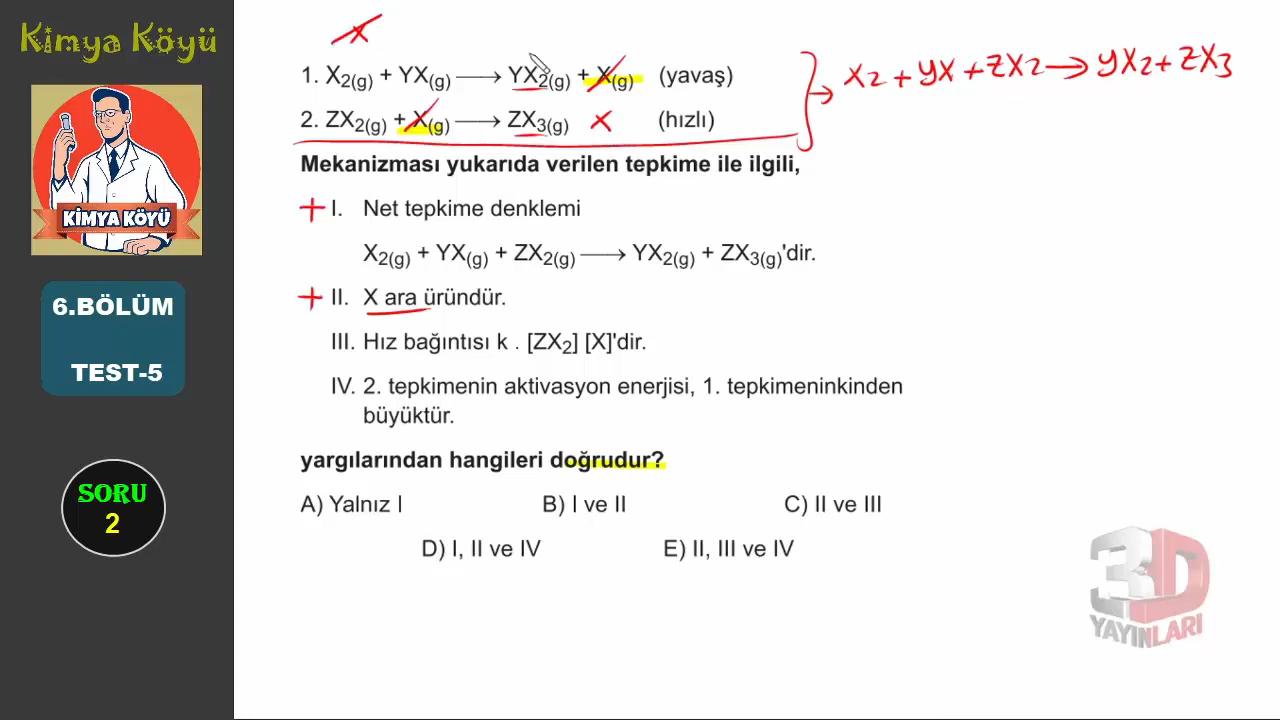 Kimya Köyü
KİMYA KÖYÜ
6.BÖLÜM
TEST-5
SORU
2
X
1. X2(g) + YX(g) ⟶ YX2(g) + X(g) (yavaş)
2. ZX2(g) + X(g) ⟶ ZX3(g) x (hızlı)
X2 + YX + ZX2 → YX2 + ZX3
Mekanizması yukarıda verilen tepkime ile ilgili,
+ I. Net tepkime denklemi
X2(g) + YX(g) + ZX2(g) ⟶ YX2(g) + ZX3(g)'dir.
+ II. X ara üründür.
III. Hız bağıntısı k . [ZX2] [X]'dir.
IV. 2. tepkimenin aktivasyon enerjisi, 1. tepkimeninkinden
büyüktür.
yargılarından hangileri doğrudur?
A) Yalnız I B) I ve II C) II ve III
D) I, II ve IV E) II, III ve IV
3D
YAYINLARI